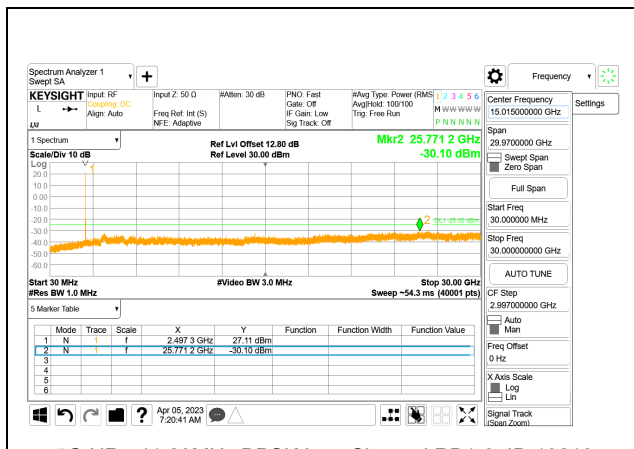 Spectrum Analyzer 1
Swept SA
Frequency
KEYSIGHT
L
LXI
Input: RF
Coupling: DC
Align: Auto
Input Z: 50 Ω
Freq Ref: Int (S)
NFE: Adaptive
#Atten: 30 dB
PNO: Fast
Gate: Off
IF Gain: Low
Sig Track: Off
#Avg Type: Power (RMS
Avg|Hold: 100/100
Trig: Free Run
1 2 3 4 5 6
M W W W W W
P N N N N N
Settings
1 Spectrum
Scale/Div 10 dB
Ref Lvl Offset 12.80 dB
Ref Level 30.00 dBm
Mkr2 25.771 2 GHz
-30.10 dBm
Log
20.0
10.0
0.00
-10.0
-20.0
-30.0
-40.0
-50.0
-60.0
1
2
DL1 -25.00 dBm
Start 30 MHz
#Res BW 1.0 MHz
#Video BW 3.0 MHz
Stop 30.00 GHz
Sweep ~54.3 ms (40001 pts)
5 Marker Table
Mode Trace Scale X Y Function Function Width Function Value
1 N 1 f 2.497 3 GHz 27.11 dBm
2 N 1 f 25.771 2 GHz -30.10 dBm
3
4
5
6
Apr 05, 2023
7:20:41 AM
Center Frequency
15.015000000 GHz
Span
29.9700000 GHz
Swept Span
Zero Span
Full Span
Start Freq
30.000000 MHz
Stop Freq
30.00000000 GHz
AUTO TUNE
CF Step
2.997000000 GHz
Auto
Man
Freq Offset
0 Hz
X Axis Scale
Log
Lin
Signal Track
(Span Zoom)